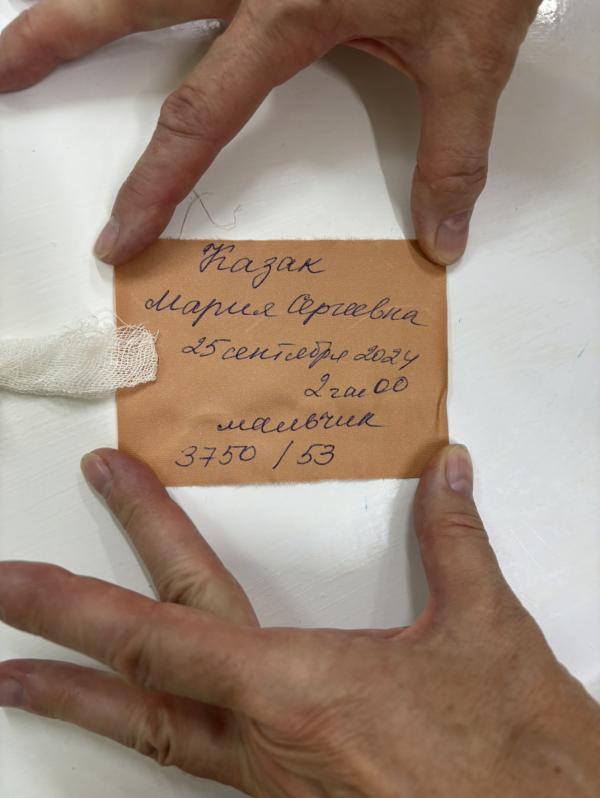 Казак
Мария Сергеевна
25 сентября 2024
2 час 00
мальчик
3750 / 53